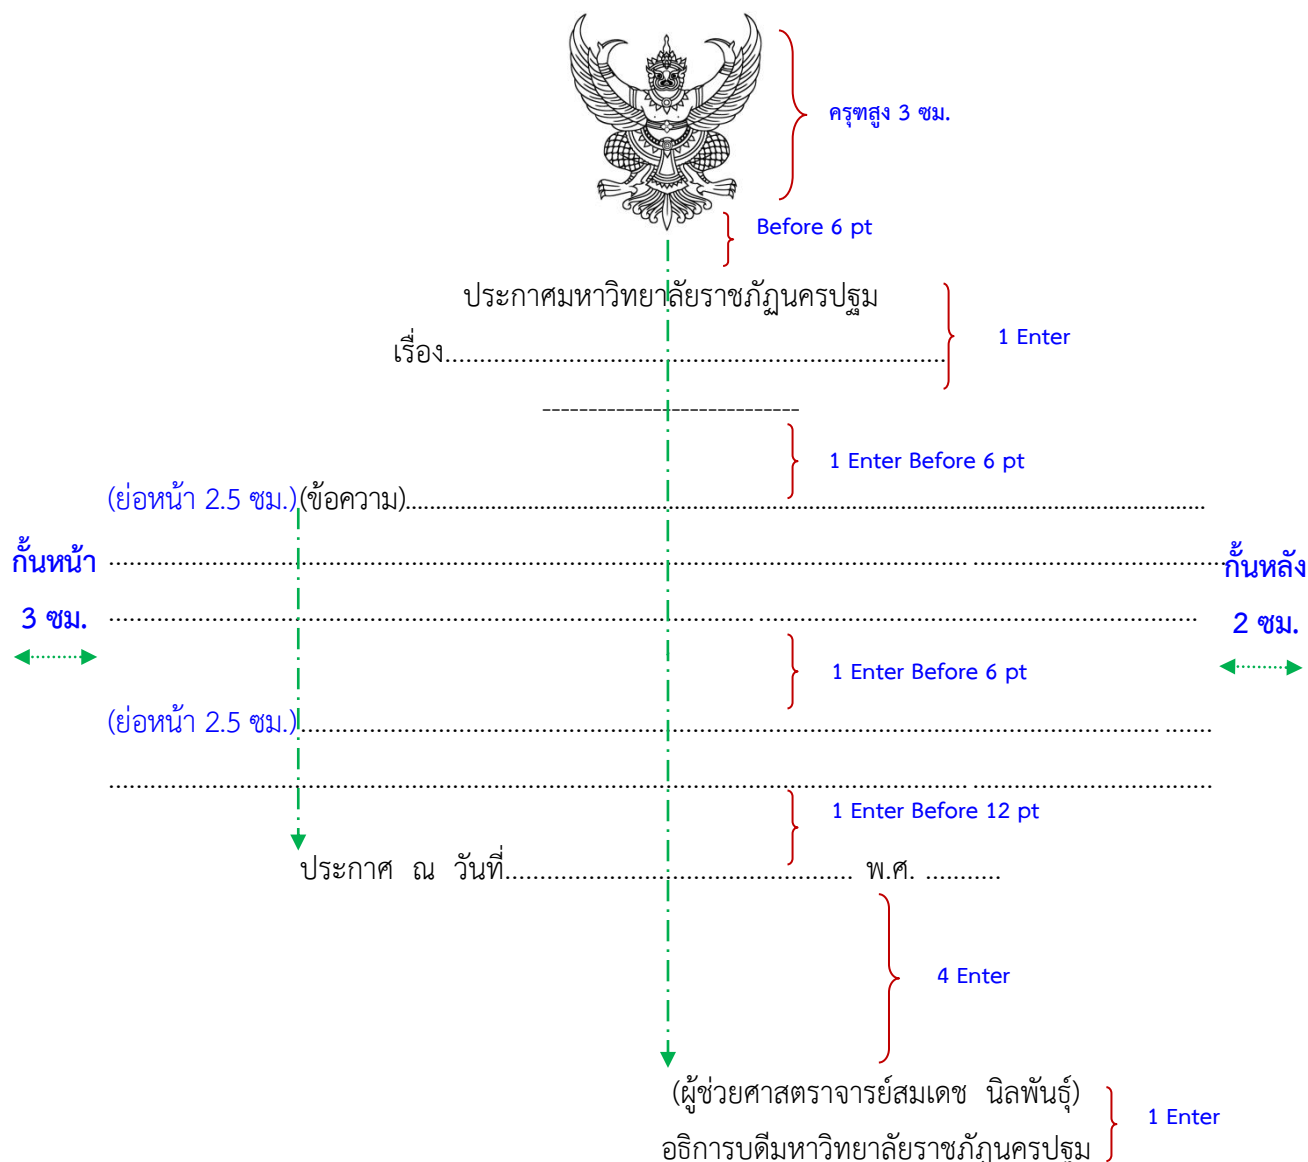 ครุฑสูง 3 ซม.
Before 6 pt
ประกาศมหาวิทยาลัยราชภัฏนครปฐม
เรื่อง............................................................
1 Enter
----------------------------
1 Enter Before 6 pt
(ย่อหน้า 2.5 ซม.)(ข้อความ)....................................................................................................
กั้นหน้า ........................................................................................................ ............................... กั้นหลัง
3 ซม. .............................................................................. ..................................................... 2 ซม.
1 Enter Before 6 pt
(ย่อหน้า 2.5 ซม.)........................................................................................................ ......
........................................................................................................ .............................
1 Enter Before 12 pt
ประกาศ ณ วันที่.......................................... พ.ศ. ...........
4 Enter
(ผู้ช่วยศาสตราจารย์สมเดช นิลพันธุ์)
1 Enter
อธิการบดีมหาวิทยาลัยราชภัฏนครปฐม